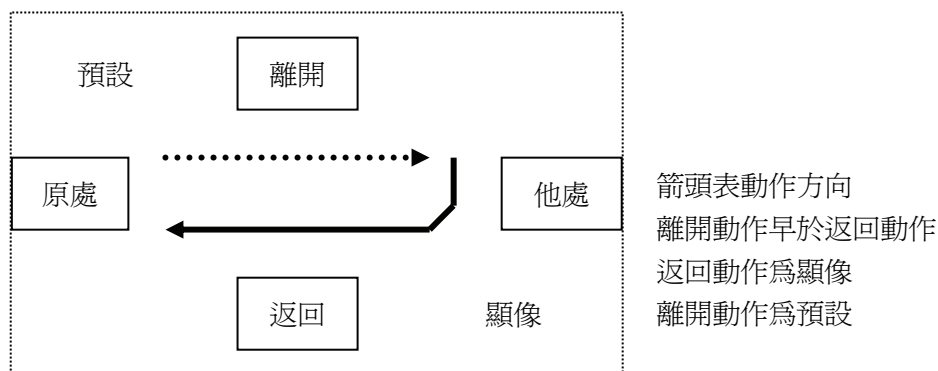 預設
離開
原處
他處
返回
顯像
箭頭表動作方向
離開動作早於返回動作
返回動作爲顯像
離開動作爲預設